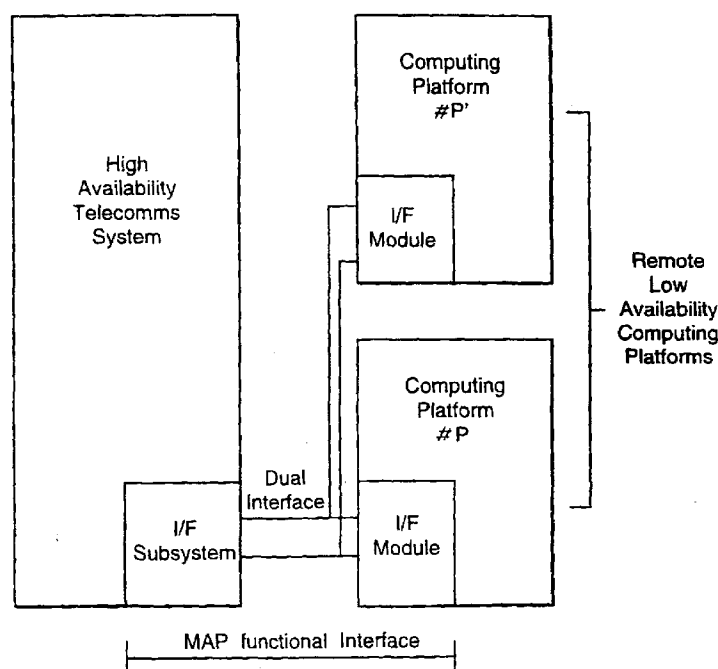 High
Availability
Telecomms
System
I/F
Subsystem
Dual
Interface
Computing
Platform
#P'
I/F
Module
Computing
Platform
#P
I/F
Module
Remote
Low
Availability
Computing
Platforms
MAP functional Interface